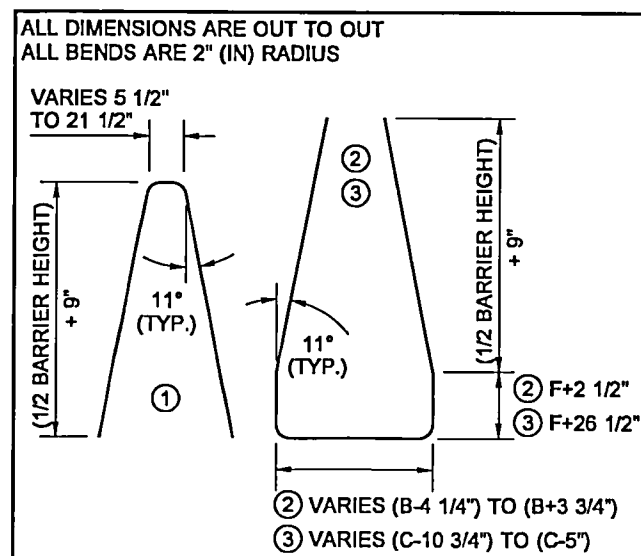 ALL DIMENSIONS ARE OUT TO OUT
ALL BENDS ARE 2" (IN) RADIUS
VARIES 5 1/2"
TO 21 1/2"
(1/2 BARRIER HEIGHT)
+ 9"
11°
(TYP.)
①
②
③
11°
(TYP.)
(1/2 BARRIER HEIGHT)
+ 9"
② F+2 1/2"
③ F+26 1/2"
② VARIES (B-4 1/4") TO (B+3 3/4")
③ VARIES (C-10 3/4") TO (C-5")